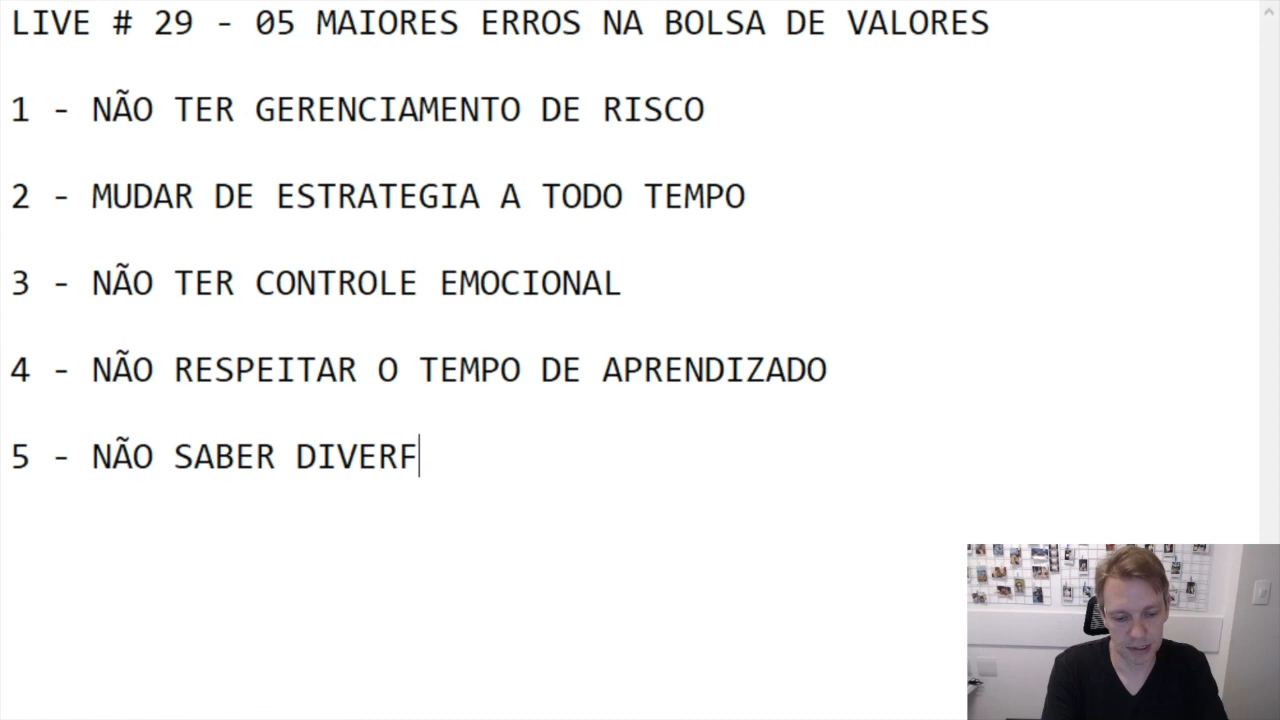 LIVE # 29 - 05 MAIORES ERROS NA BOLSA DE VALORES
1 - NÃO TER GERENCIAMENTO DE RISCO
2 - MUDAR DE ESTRATEGIA A TODO TEMPO
3 - NÃO TER CONTROLE EMOCIONAL
4 - NÃO RESPEITAR O TEMPO DE APRENDIZADO
5 - NÃO SABER DIVERF